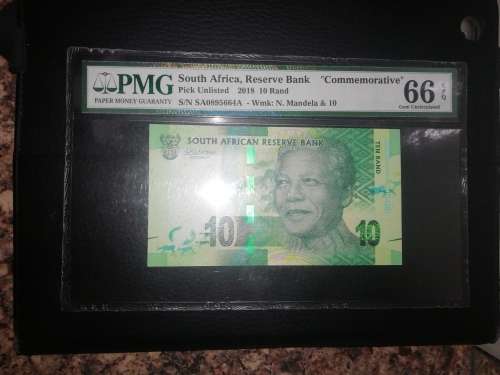 PMG
PAPER MONEY GUARANTY
South Africa, Reserve Bank "Commemorative"
Pick Unlisted 2018 10 Rand
S/N SA0895664A - Wmk: N. Mandela & 10
66 EPQ
Gem Uncirculated
SOUTH AFRICAN RESERVE BANK
TEN RAND
10
10